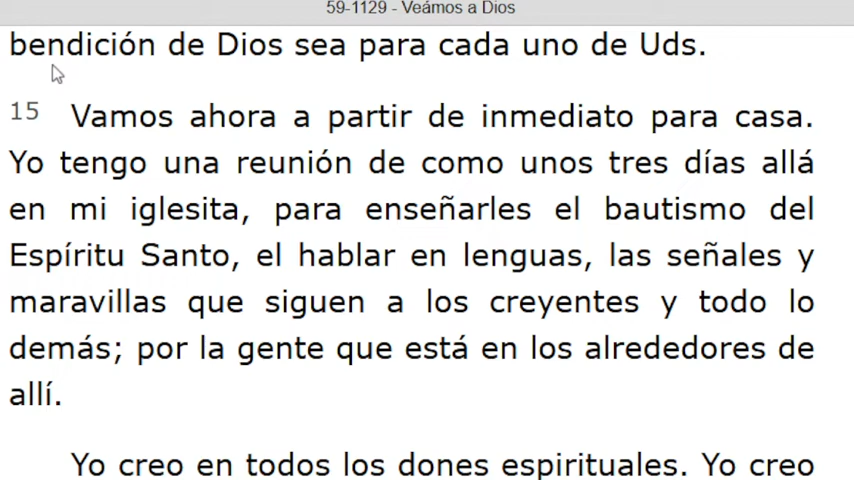 59-1129 - Veámos a Dios
bendición de Dios sea para cada uno de Uds.
15 Vamos ahora a partir de inmediato para casa.
Yo tengo una reunión de como unos tres días allá
en mi iglesita, para enseñarles el bautismo del
Espíritu Santo, el hablar en lenguas, las señales y
maravillas que siguen a los creyentes y todo lo
demás; por la gente que está en los alrededores de
allí.
Yo creo en todos los dones espirituales. Yo creo